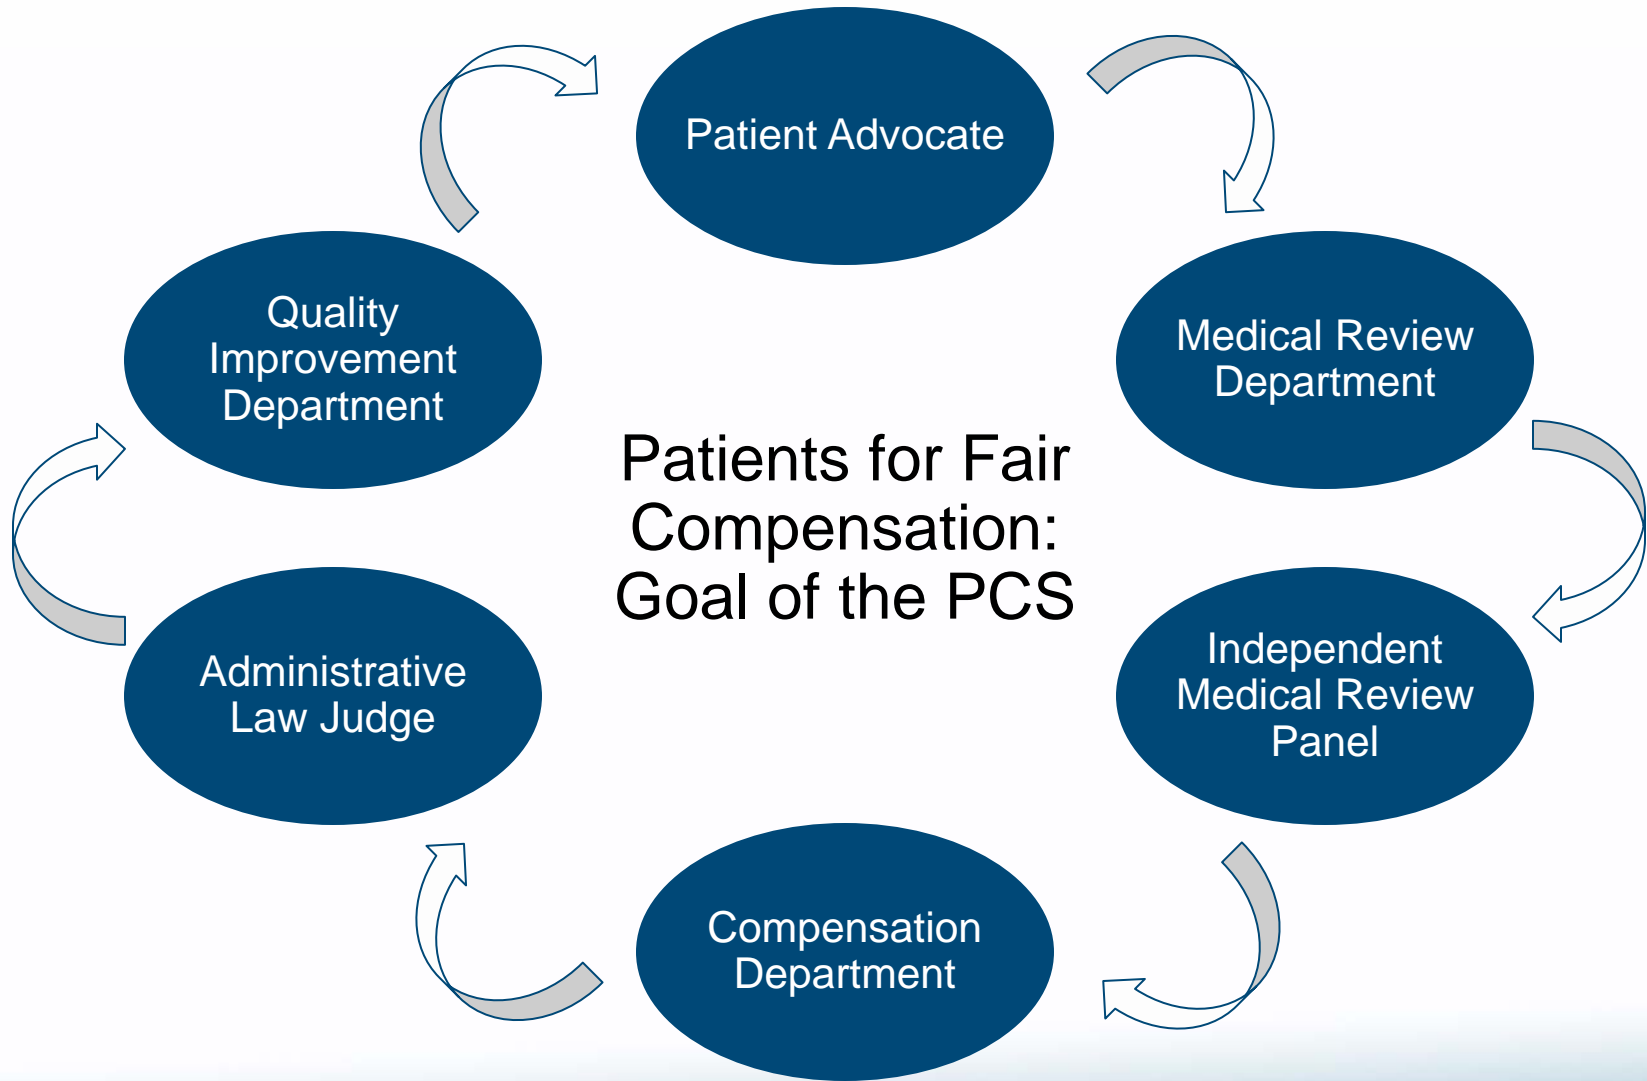 Patient Advocate
Medical Review
Department
Independent
Medical Review
Panel
Compensation
Department
Administrative
Law Judge
Quality
Improvement
Department
Patients for Fair
Compensation:
Goal of the PCS